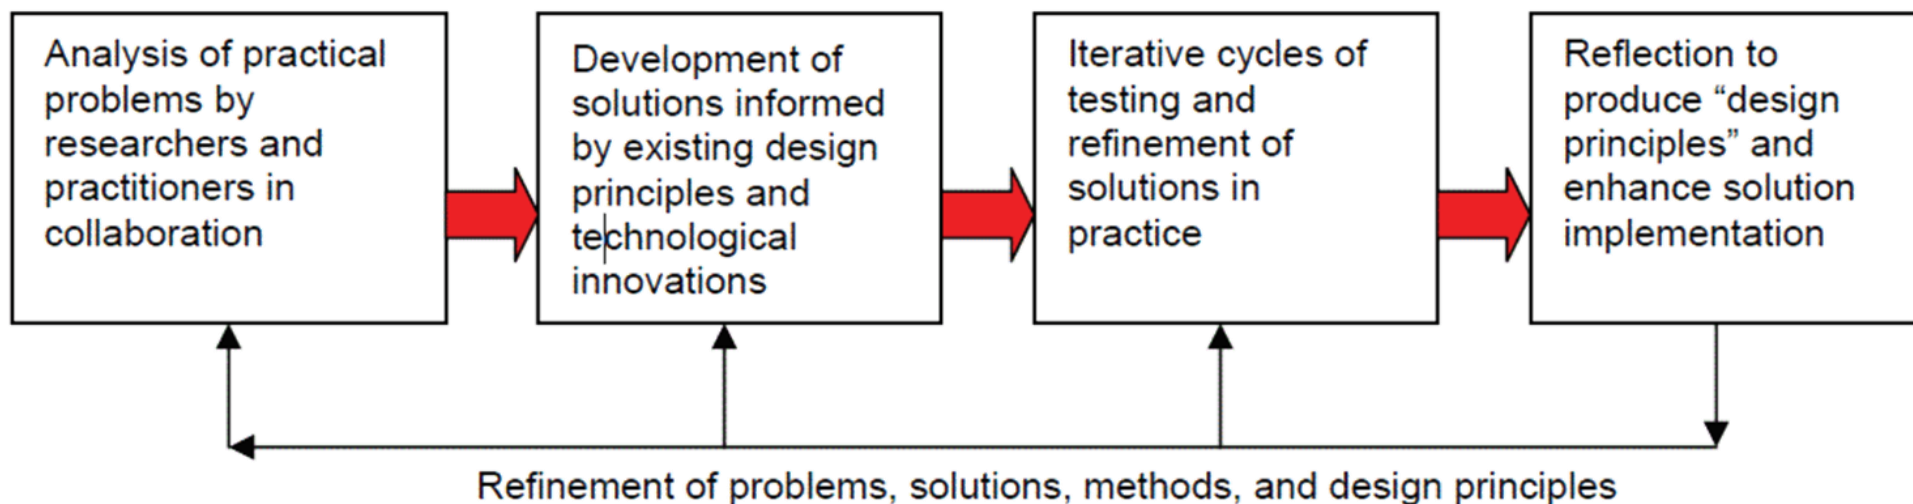 Analysis of practical
problems by
researchers and
practitioners in
collaboration
Development of
solutions informed
by existing design
principles and
technological
innovations
Iterative cycles of
testing and
refinement of
solutions in
practice
Reflection to
produce “design
principles” and
enhance solution
implementation
Refinement of problems, solutions, methods, and design principles